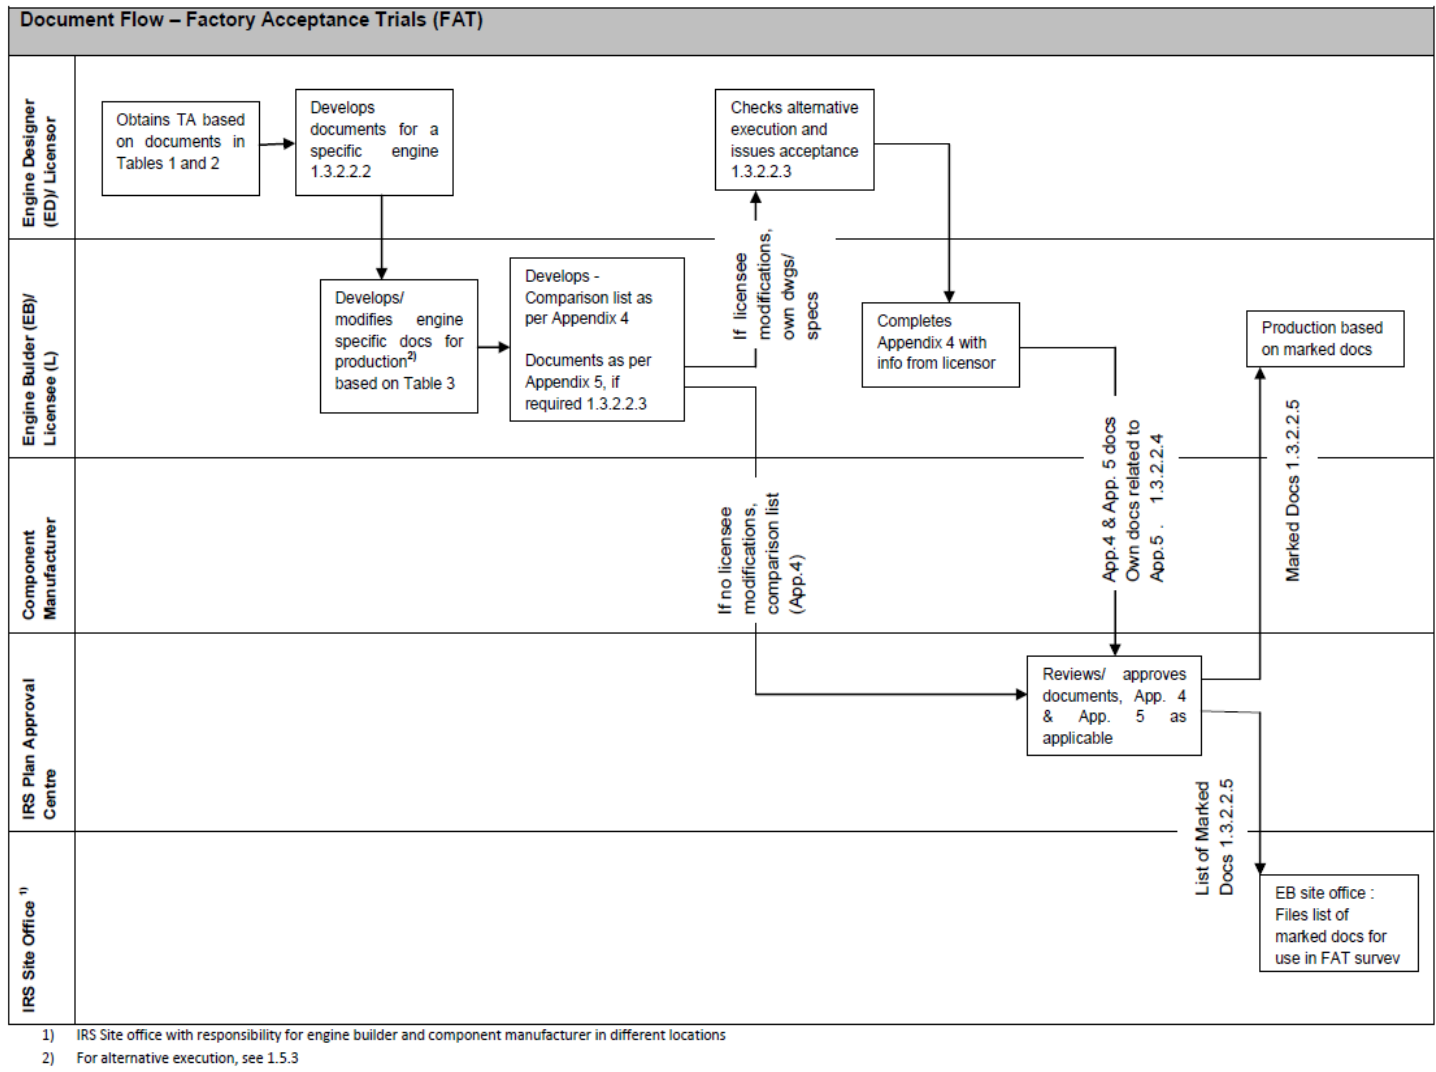 Document Flow – Factory Acceptance Trials (FAT)
Engine Designer
(ED)/ Licensor
Obtains TA based
on documents in
Tables 1 and 2
Develops
documents for a
specific engine
1.3.2.2.2
Checks alternative
execution and
issues acceptance
1.3.2.2.3
Engine Builder (EB)/
Licensee (L)
Develops/
modifies engine
specific docs for
production2)
based on Table 3
Develops -
Comparison list as
per Appendix 4
Documents as per
Appendix 5, if
required 1.3.2.2.3
If licensee
modifications,
own dwgs/
specs
Completes
Appendix 4 with
info from licensor
Production based
on marked docs
Component
Manufacturer
If no licensee
modifications,
comparison list
(App.4)
App.4 & App. 5 docs
Own docs related to
App.5 . 1.3.2.2.4
Marked Docs 1.3.2.2.5
IRS Plan Approval
Centre
Reviews/ approves
documents, App. 4
& App. 5 as
applicable
List of Marked
Docs 1.3.2.2.5
IRS Site Office 1)
EB site office :
Files list of
marked docs for
use in FAT survey
1) IRS Site office with responsibility for engine builder and component manufacturer in different locations
2) For alternative execution, see 1.5.3